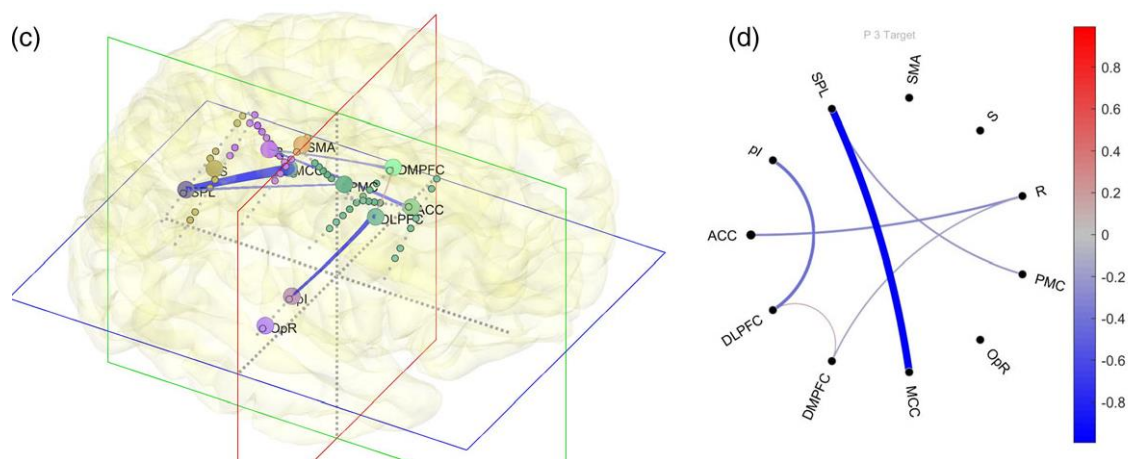 (c)
SMA
S
MCC
DMPFC
SPL
PMC
ACC
DLPFC
pI
OpR
(d)
P 3 Target
SMA
SPL
S
pI
R
ACC
PMC
DLPFC
OpR
DMPFC
MCC
0.8
0.6
0.4
0.2
0
-0.2
-0.4
-0.6
-0.8